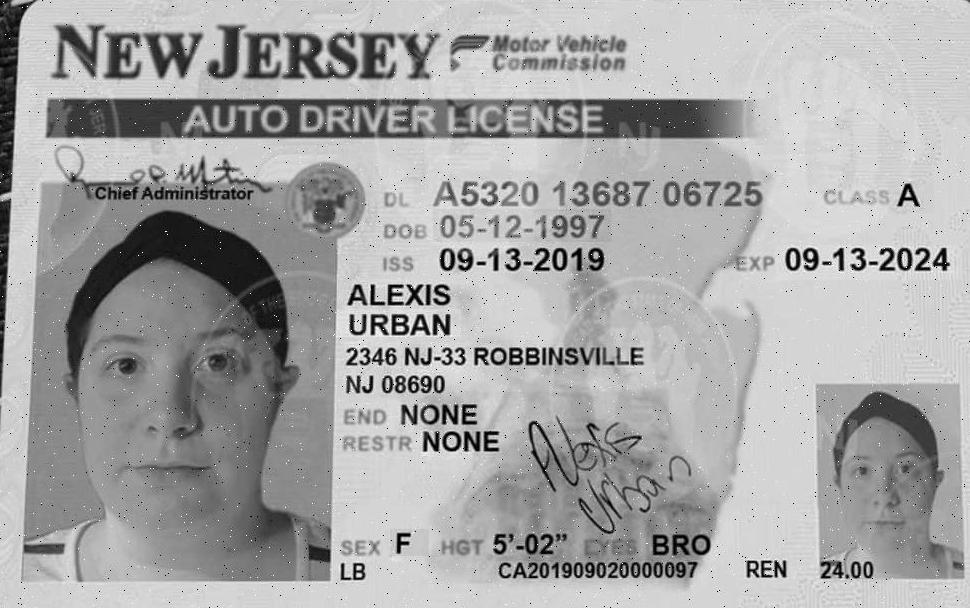 NEW JERSEY Motor Vehicle Commission
AUTO DRIVER LICENSE
Chief Administrator
DL A5320 13687 06725 CLASS A
DOB 05-12-1997
ISS 09-13-2019 EXP 09-13-2024
ALEXIS
URBAN
2346 NJ-33 ROBBINSVILLE
NJ 08690
END NONE
RESTR NONE
Alexis
Urban
SEX F HGT 5'-02" EYES BRO
LB CA201909020000097 REN 24.00